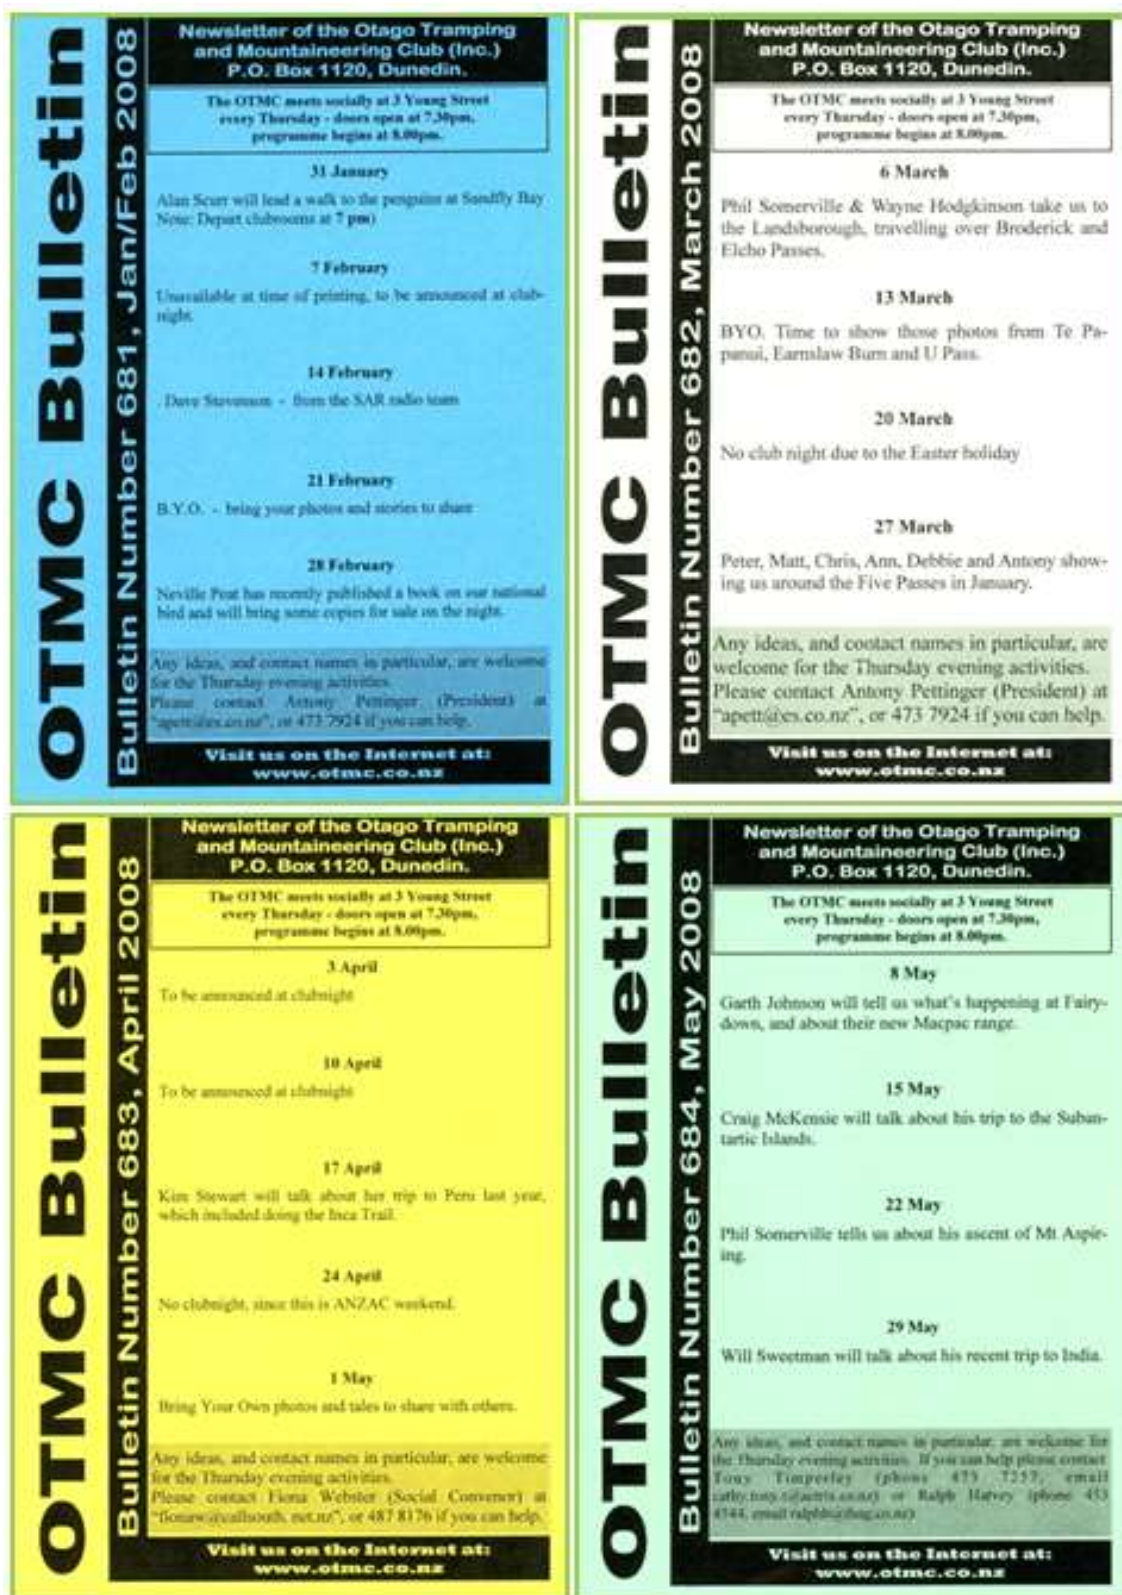 OTMC Bulletin
Bulletin Number 681, Jan/Feb 2008
Newsletter of the Otago Tramping
and Mountaineering Club (Inc.)
P.O. Box 1120, Dunedin.
The OTMC meets socially at 3 Young Street
every Thursday - doors open at 7.30pm,
programme begins at 8.00pm.
31 January
Alan Scurr will lead a walk to the penguins at Sandfly Bay
Note: Depart clubrooms at 7 pm)
7 February
Unavailable at time of printing, to be announced at club-
night
14 February
. Dave Stevenson - from the SAR radio team
21 February
B.Y.O. - bring your photos and stories to share
28 February
Neville Peat has recently published a book on our national
bird and will bring some copies for sale on the night.
Any ideas, and contact names in particular, are welcome
for the Thursday evening activities.
Please contact Antony Pettinger (President) at
"apett@es.co.nz", or 473 7924 if you can help.
Visit us on the Internet at:
www.otmc.co.nz
OTMC Bulletin
Bulletin Number 682, March 2008
Newsletter of the Otago Tramping
and Mountaineering Club (Inc.)
P.O. Box 1120, Dunedin.
The OTMC meets socially at 3 Young Street
every Thursday - doors open at 7.30pm,
programme begins at 8.00pm.
6 March
Phil Somerville & Wayne Hodgkinson take us to
the Landsborough, travelling over Broderick and
Elcho Passes.
13 March
BYO. Time to show those photos from Te Pa-
panui, Earnslaw Burn and U Pass.
20 March
No club night due to the Easter holiday
27 March
Peter, Matt, Chris, Ann, Debbie and Antony show-
ing us around the Five Passes in January.
Any ideas, and contact names in particular, are
welcome for the Thursday evening activities.
Please contact Antony Pettinger (President) at
"apett@es.co.nz", or 473 7924 if you can help.
Visit us on the Internet at:
www.otmc.co.nz
OTMC Bulletin
Bulletin Number 683, April 2008
Newsletter of the Otago Tramping
and Mountaineering Club (Inc.)
P.O. Box 1120, Dunedin.
The OTMC meets socially at 3 Young Street
every Thursday - doors open at 7.30pm,
programme begins at 8.00pm.
3 April
To be announced at clubnight
10 April
To be announced at clubnight
17 April
Kim Stewart will talk about her trip to Peru last year,
which included doing the Inca Trail.
24 April
No clubnight, since this is ANZAC weekend.
1 May
Bring Your Own photos and tales to share with others.
Any ideas, and contact names in particular, are welcome
for the Thursday evening activities.
Please contact Fiona Webster (Social Convenor) at
"fionaw@callsouth.net.nz", or 487 8176 if you can help.
Visit us on the Internet at:
www.otmc.co.nz
OTMC Bulletin
Bulletin Number 684, May 2008
Newsletter of the Otago Tramping
and Mountaineering Club (Inc.)
P.O. Box 1120, Dunedin.
The OTMC meets socially at 3 Young Street
every Thursday - doors open at 7.30pm,
programme begins at 8.00pm.
8 May
Garth Johnson will tell us what's happening at Fairy-
down, and about their new Macpac range.
15 May
Craig McKensie will talk about his trip to the Suban-
tartic Islands.
22 May
Phil Somerville tells us about his ascent of Mt Aspir-
ing.
29 May
Will Sweetman will talk about his recent trip to India.
Any ideas, and contact names in particular, are welcome for
the Thursday evening activities. If you can help please contact
Tony Timperley (phone 473 7257, email
or Ralph Harvey (phone 453
email
Visit us on the Internet at:
www.otmc.co.nz